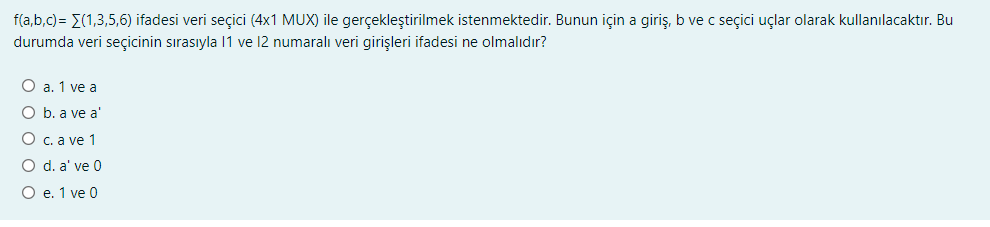 f(a,b,c)= ∑(1,3,5,6) ifadesi veri seçici (4x1 MUX) ile gerçekleştirilmek istenmektedir. Bunun için a giriş, b ve c seçici uçlar olarak kullanılacaktır. Bu
durumda veri seçicinin sırasıyla I1 ve I2 numaralı veri girişleri ifadesi ne olmalıdır?
a. 1 ve a
b. a ve a'
c. a ve 1
d. a' ve 0
e. 1 ve 0